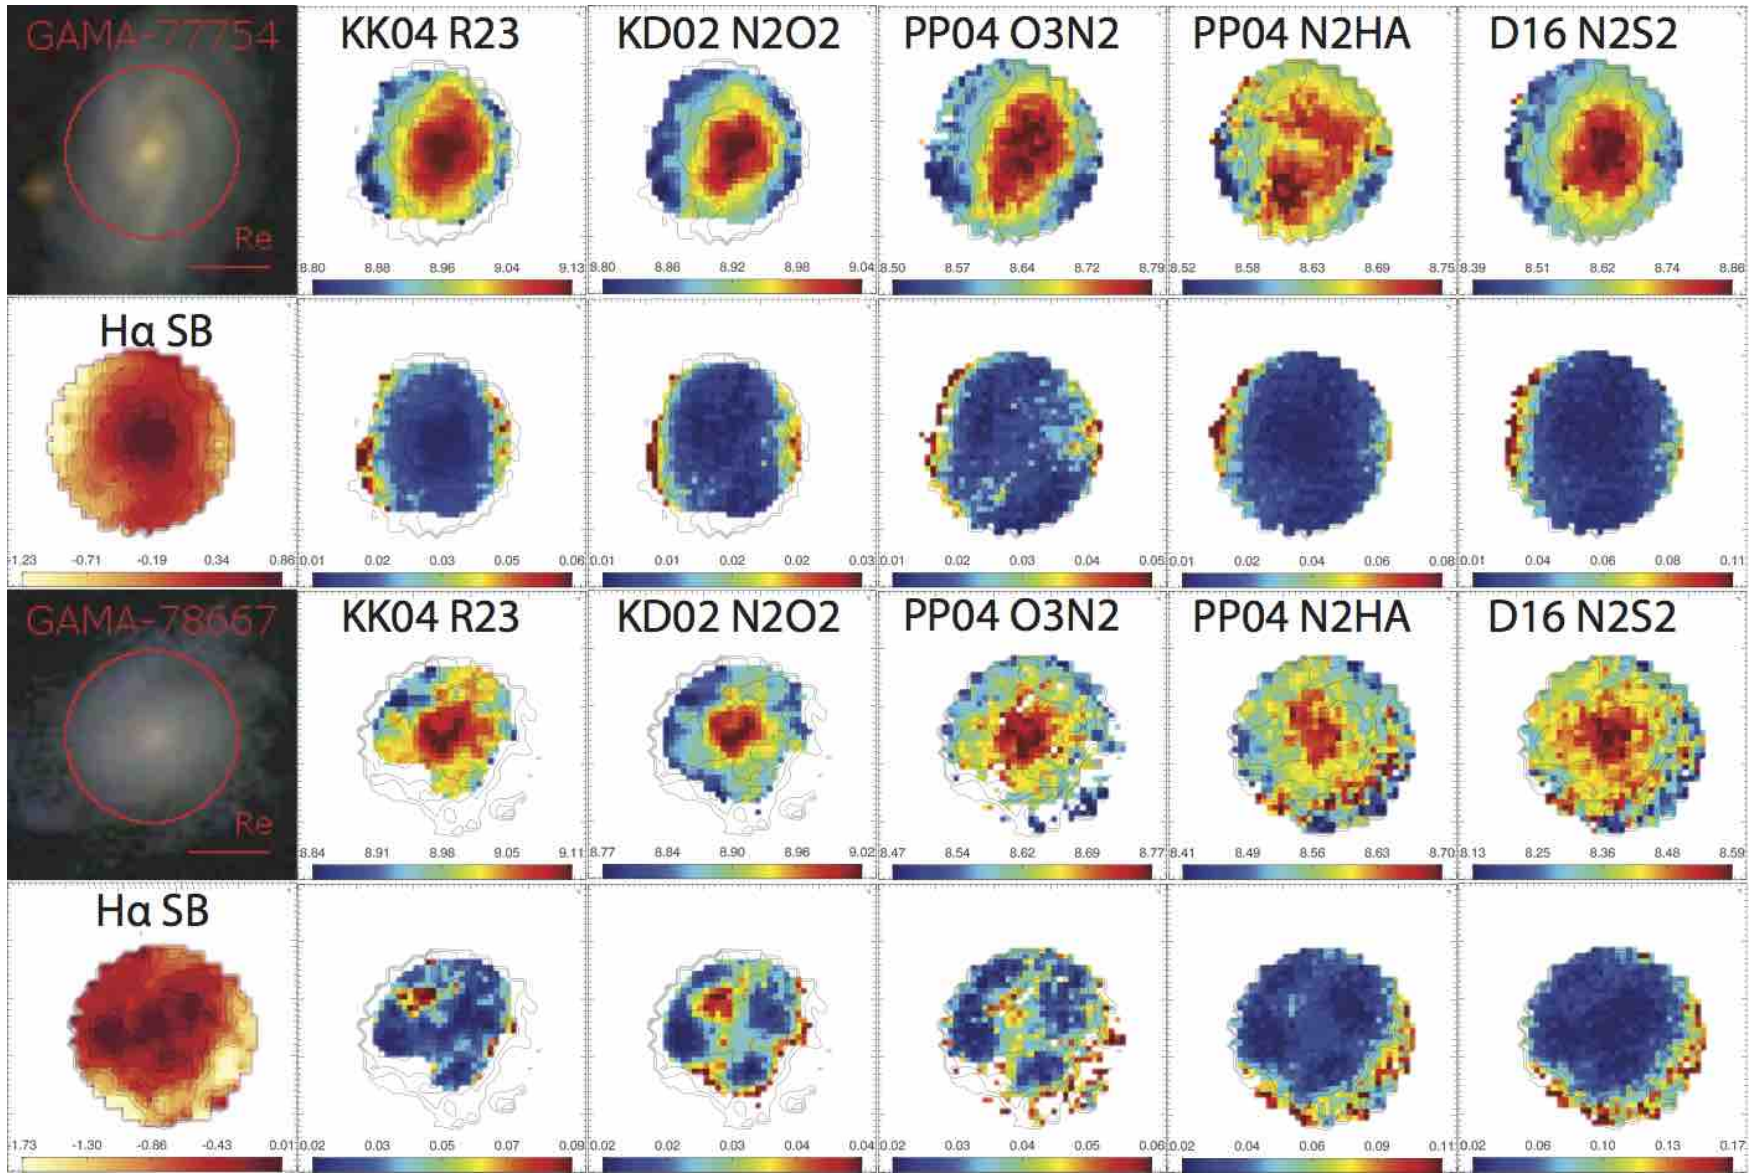 GAMA-77754 KK04 R23 KD02 N2O2 PP04 O3N2 PP04 N2HA D16 N2S2
Re
8.80 8.88 8.96 9.04 9.13 8.80 8.86 8.92 8.98 9.04 8.50 8.57 8.64 8.72 8.79 8.52 8.58 8.63 8.69 8.75 8.39 8.51 8.62 8.74 8.86
Hα SB
-1.23 -0.71 -0.19 0.34 0.86 0.01 0.02 0.03 0.05 0.06 0.01 0.01 0.02 0.02 0.03 0.01 0.02 0.03 0.04 0.05 0.01 0.02 0.04 0.06 0.08 0.01 0.04 0.06 0.08 0.11
GAMA-78667 KK04 R23 KD02 N2O2 PP04 O3N2 PP04 N2HA D16 N2S2
Re
8.84 8.91 8.98 9.05 9.11 8.77 8.84 8.90 8.96 9.02 8.47 8.54 8.62 8.69 8.77 8.41 8.49 8.56 8.63 8.70 8.13 8.25 8.36 8.48 8.59
Hα SB
-1.73 -1.30 -0.86 -0.43 0.01 0.02 0.03 0.05 0.07 0.09 0.02 0.02 0.03 0.04 0.04 0.02 0.03 0.04 0.05 0.06 0.02 0.04 0.06 0.09 0.11 0.02 0.06 0.10 0.13 0.17